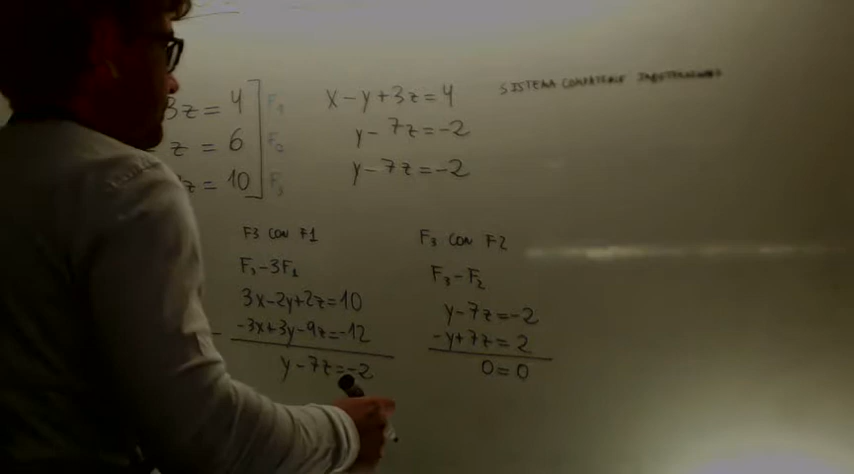 3z = 4 F1
z = 6 F2
z = 10 F3
x-y+3z=4
y-7z=-2
y-7z=-2
SISTEMA COMPATIBLE INDETERMINADO
F3 CON F1
F3-3F1
3x-2y+2z=10
-3x+3y-9z=-12
y-7z=-2
F3 CON F2
F3-F2
y-7z=-2
-y+7z=2
0=0